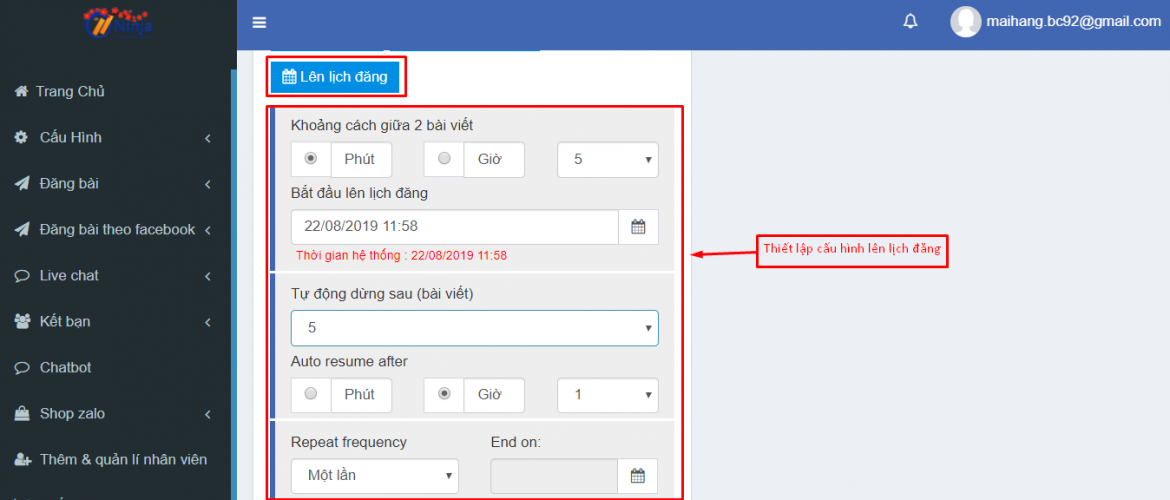 Ninja
maihang.bc92@gmail.com
Lên lịch đăng
Trang Chủ
Cấu Hình
Đăng bài
Đăng bài theo facebook
Live chat
Kết bạn
Chatbot
Shop zalo
Thêm & quản lí nhân viên
Khoảng cách giữa 2 bài viết
Phút Giờ 5
Bắt đầu lên lịch đăng
22/08/2019 11:58
Thời gian hệ thống : 22/08/2019 11:58
Tự động dừng sau (bài viết)
5
Auto resume after
Phút Giờ 1
Repeat frequency End on:
Một lần
Thiết lập cấu hình lên lịch đăng